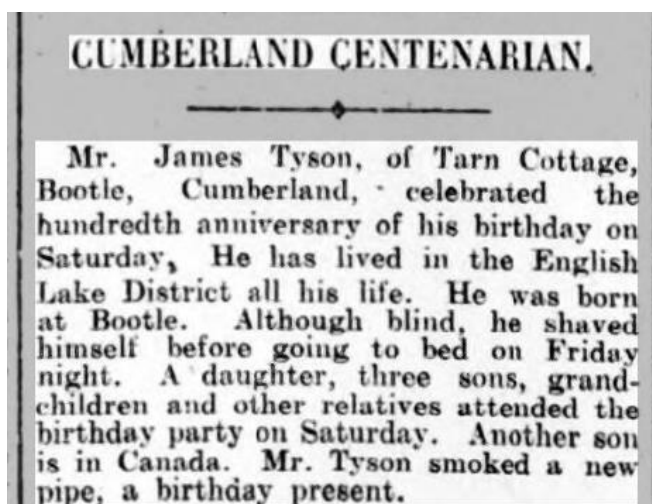 CUMBERLAND CENTENARIAN.
Mr. James Tyson, of Tarn Cottage,
Bootle, Cumberland, celebrated the
hundredth anniversary of his birthday on
Saturday, He has lived in the English
Lake District all his life. He was born
at Bootle. Although blind, he shaved
himself before going to bed on Friday
night. A daughter, three sons, grand-
children and other relatives attended the
birthday party on Saturday. Another son
is in Canada. Mr. Tyson smoked a new
pipe, a birthday present.